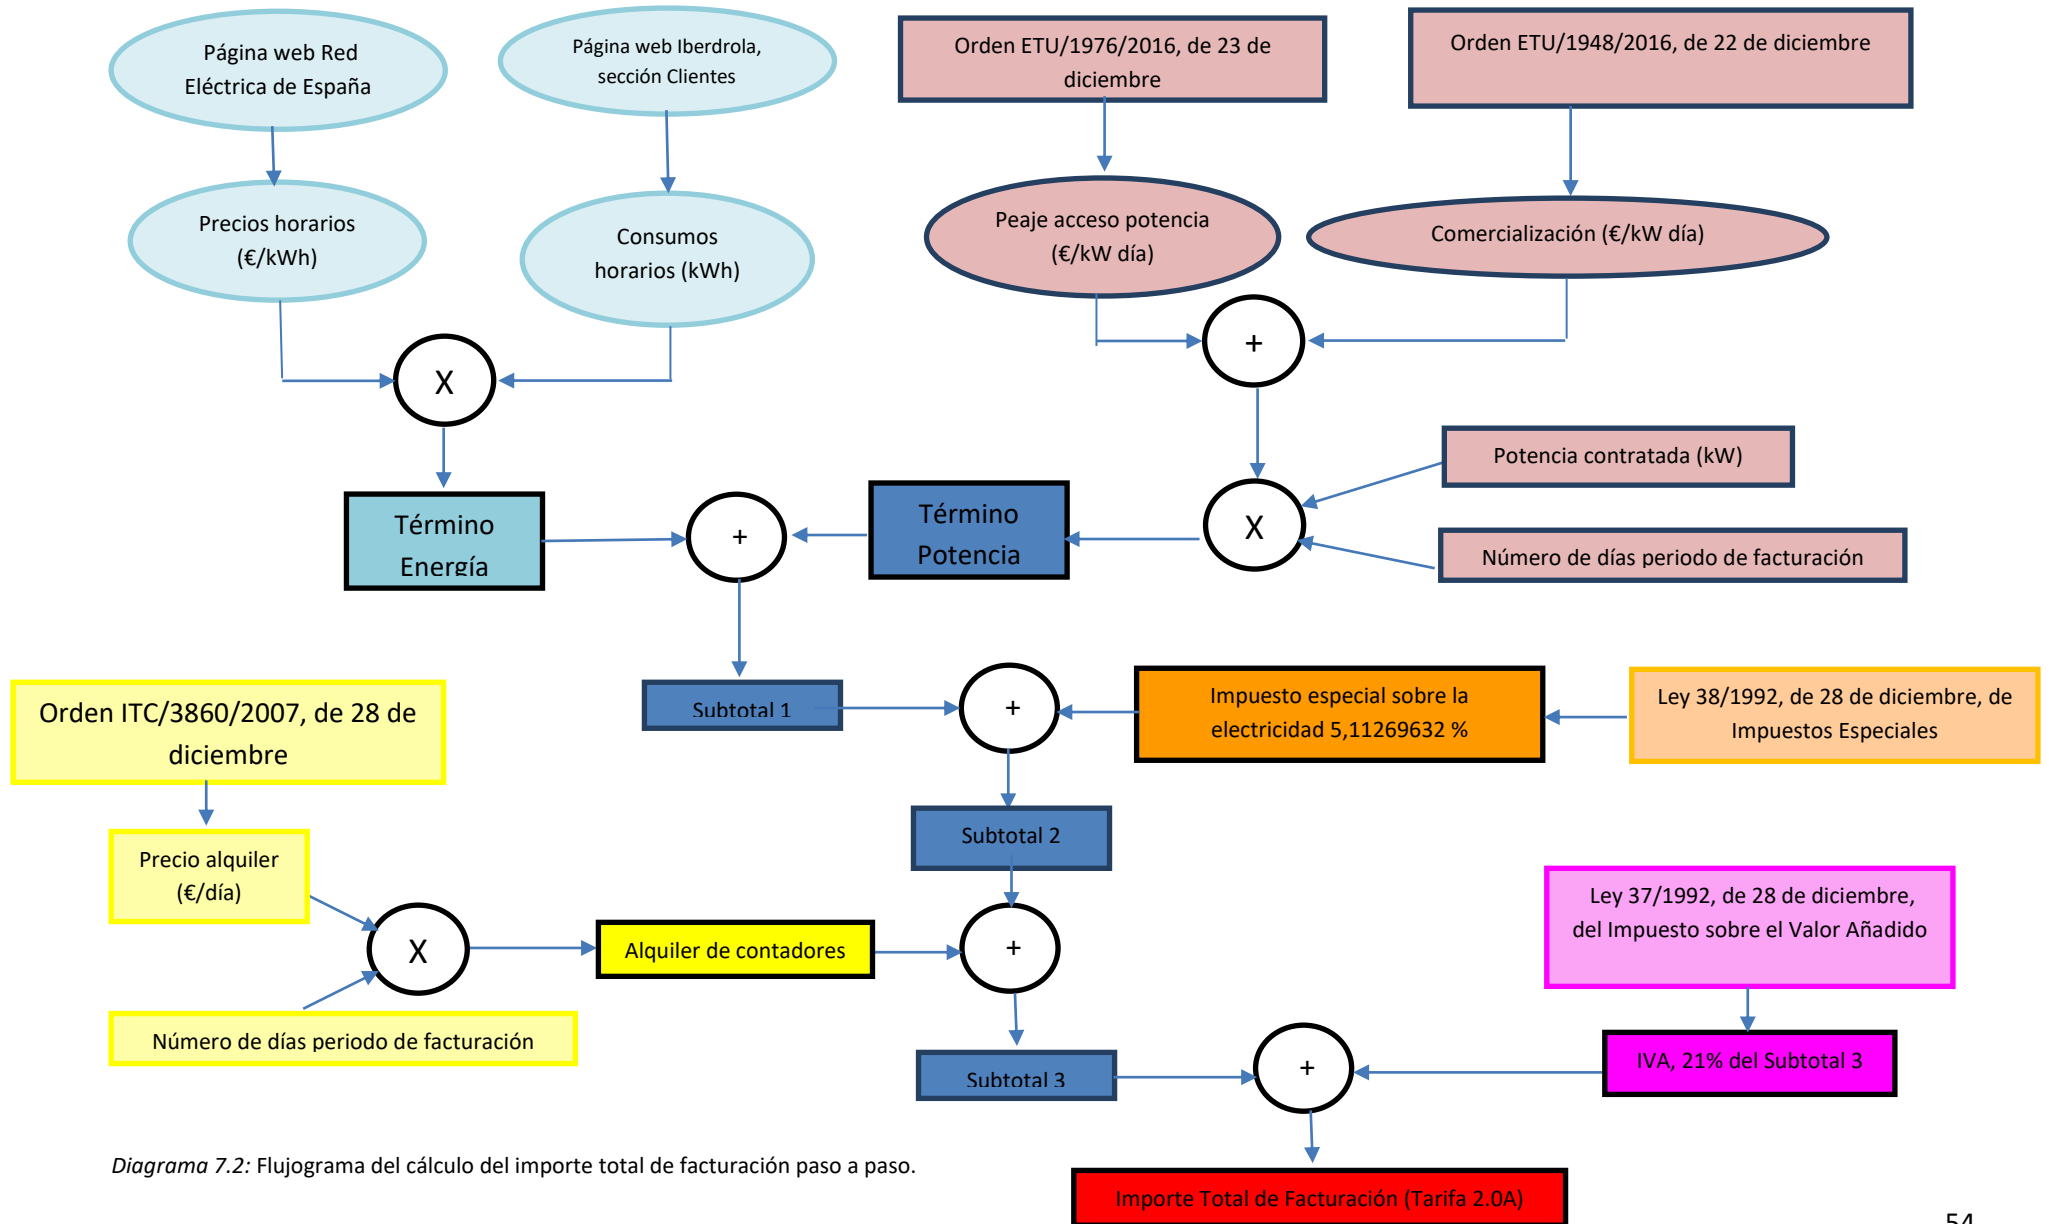 Página web Red
Eléctrica de España
Página web Iberdrola,
sección Clientes
Orden ETU/1976/2016, de 23 de
diciembre
Orden ETU/1948/2016, de 22 de diciembre
Precios horarios
(€/kWh)
Consumos
horarios (kWh)
Peaje acceso potencia
(€/kW día)
Comercialización (€/kW día)
X
+
Potencia contratada (kW)
Término
Energía
+
Término
Potencia
X
Número de días periodo de facturación
Orden ITC/3860/2007, de 28 de
diciembre
Subtotal 1
+
Impuesto especial sobre la
electricidad 5,11269632 %
Ley 38/1992, de 28 de diciembre, de
Impuestos Especiales
Subtotal 2
Precio alquiler
(€/día)
X
Alquiler de contadores
+
Ley 37/1992, de 28 de diciembre,
del Impuesto sobre el Valor Añadido
Número de días periodo de facturación
Subtotal 3
+
IVA, 21% del Subtotal 3
Diagrama 7.2: Flujograma del cálculo del importe total de facturación paso a paso.
Importe Total de Facturación (Tarifa 2.0A)
54